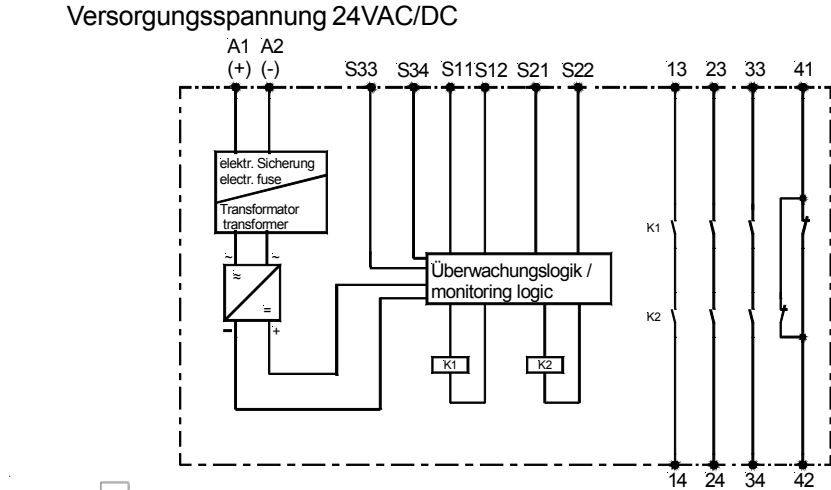 Versorgungsspannung 24VAC/DC
A1 A2
(+) (-) S33 S34 S11 S12 S21 S22 13 23 33 41
elektr. Sicherung
electr. fuse
Transformator
transformer
~ ~
≈
=
– +
Überwachungslogik /
monitoring logic
K1 K2
K1
K2
14 24 34 42